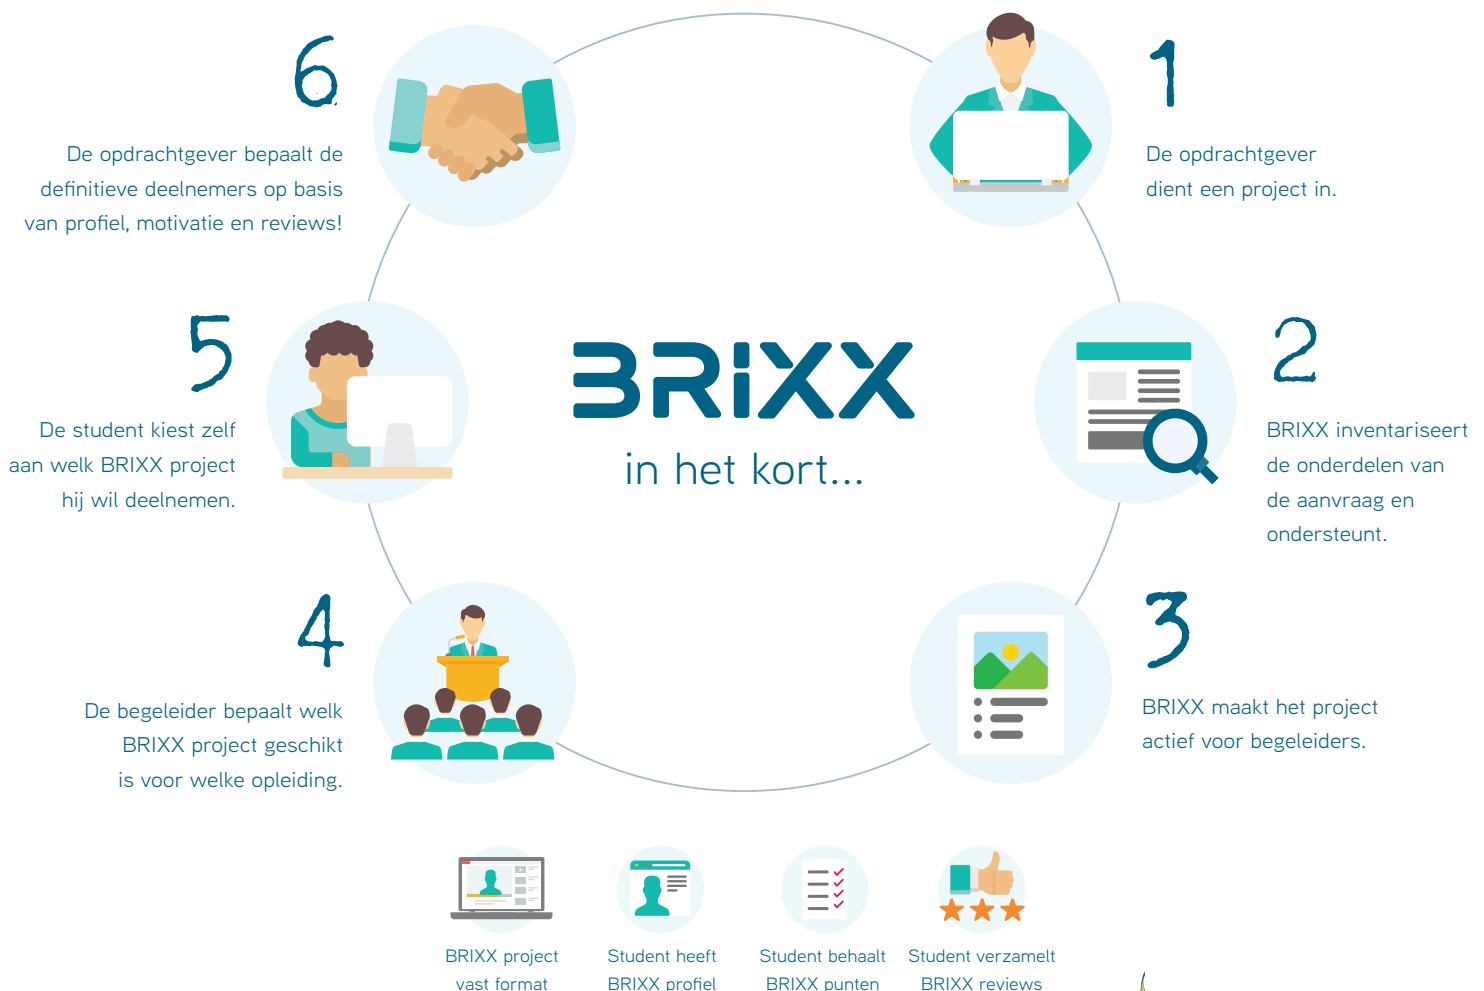 BRIXX
in het kort...
1
De opdrachtgever
dient een project in.
2
BRIXX inventariseert
de onderdelen van
de aanvraag en
ondersteunt.
3
BRIXX maakt het project
actief voor begeleiders.
4
De begeleider bepaalt welk
BRIXX project geschikt
is voor welke opleiding.
5
De student kiest zelf
aan welk BRIXX project
hij wil deelnemen.
6
De opdrachtgever bepaalt de
definitieve deelnemers op basis
van profiel, motivatie en reviews!
BRIXX project
vast format
Student heeft
BRIXX profiel
Student behaalt
BRIXX punten
Student verzamelt
BRIXX reviews